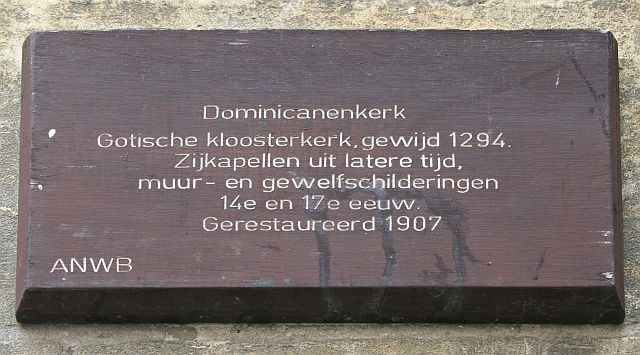 Dominicanenkerk
Gotische kloosterkerk, gewijd 1294.
Zijkapellen uit latere tijd,
muur- en gewelfschilderingen
14e en 17e eeuw.
Gerestaureerd 1907
ANWB